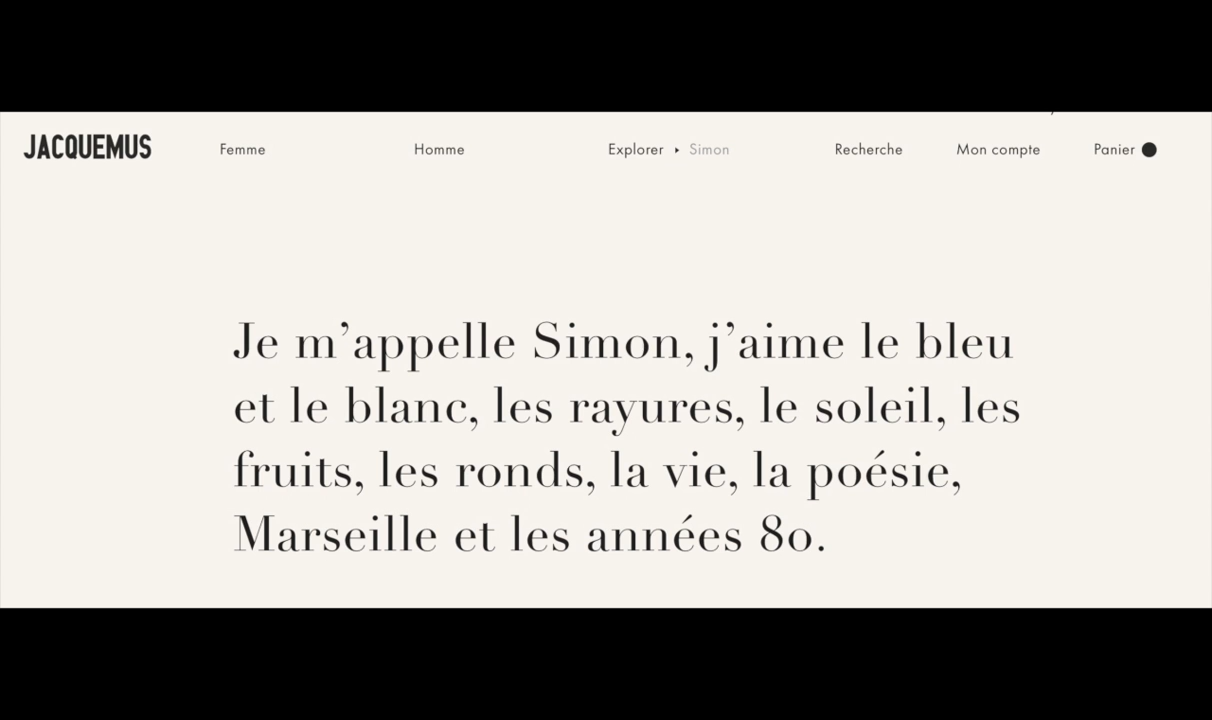 JACQUEMUS Femme Homme Explorer ▸ Simon Recherche Mon compte Panier
Je m’appelle Simon, j’aime le bleu
et le blanc, les rayures, le soleil, les
fruits, les ronds, la vie, la poésie,
Marseille et les années 80.